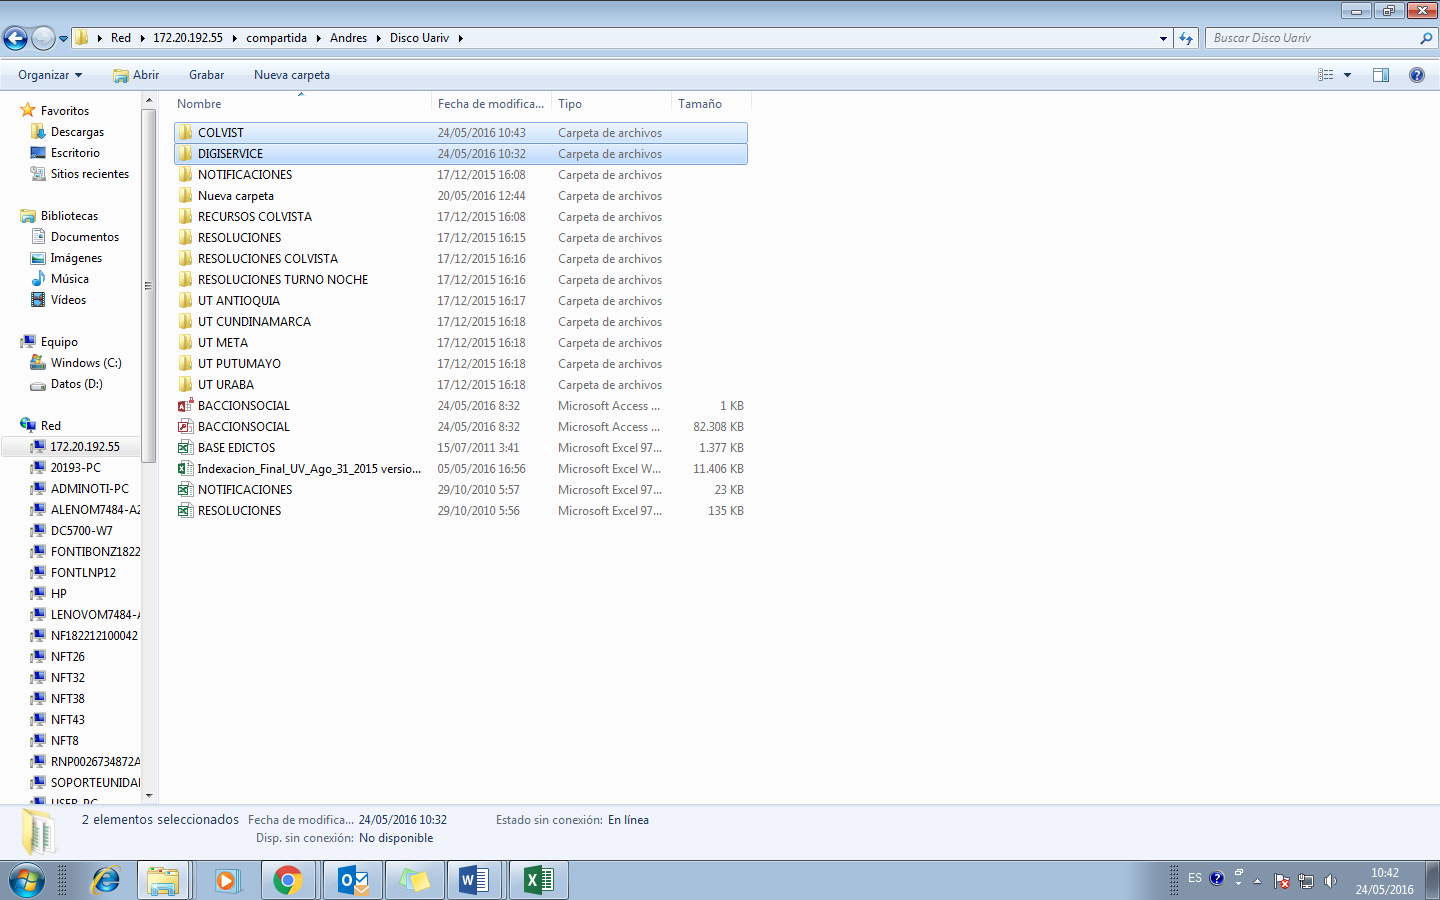 Red 172.20.192.55 compartida Andres Disco Uariv
Buscar Disco Uariv
Organizar Abrir Grabar Nueva carpeta
Favoritos
Descargas
Escritorio
Sitios recientes
Bibliotecas
Documentos
Imágenes
Música
Vídeos
Equipo
Windows (C:)
Datos (D:)
Red
172.20.192.55
20193-PC
ADMINOTI-PC
ALENOM7484-A2
DC5700-W7
FONTIBONZ1822
FONTLNP12
HP
LENOVOM7484-A
NF182212100042
NFT26
NFT32
NFT38
NFT43
NFT8
RNP0026734872A
SOPORTEUNIDAI
USER-PC
Nombre Fecha de modifica... Tipo Tamaño
COLVIST 24/05/2016 10:43 Carpeta de archivos
DIGISERVICE 24/05/2016 10:32 Carpeta de archivos
NOTIFICACIONES 17/12/2015 16:08 Carpeta de archivos
Nueva carpeta 20/05/2016 12:44 Carpeta de archivos
RECURSOS COLVISTA 17/12/2015 16:08 Carpeta de archivos
RESOLUCIONES 17/12/2015 16:15 Carpeta de archivos
RESOLUCIONES COLVISTA 17/12/2015 16:16 Carpeta de archivos
RESOLUCIONES TURNO NOCHE 17/12/2015 16:16 Carpeta de archivos
UT ANTIOQUIA 17/12/2015 16:17 Carpeta de archivos
UT CUNDINAMARCA 17/12/2015 16:18 Carpeta de archivos
UT META 17/12/2015 16:18 Carpeta de archivos
UT PUTUMAYO 17/12/2015 16:18 Carpeta de archivos
UT URABA 17/12/2015 16:18 Carpeta de archivos
BACCIONSOCIAL 24/05/2016 8:32 Microsoft Access ... 1 KB
BACCIONSOCIAL 24/05/2016 8:32 Microsoft Access ... 82.308 KB
BASE EDICTOS 15/07/2011 3:41 Microsoft Excel 97... 1.377 KB
Indexacion_Final_UV_Ago_31_2015 versio... 05/05/2016 16:56 Microsoft Excel W... 11.406 KB
NOTIFICACIONES 29/10/2010 5:57 Microsoft Excel 97... 23 KB
RESOLUCIONES 29/10/2010 5:56 Microsoft Excel 97... 135 KB
2 elementos seleccionados Fecha de modifica... 24/05/2016 10:32 Estado sin conexión: En línea
Disp. sin conexión: No disponible
ES
10:42
24/05/2016